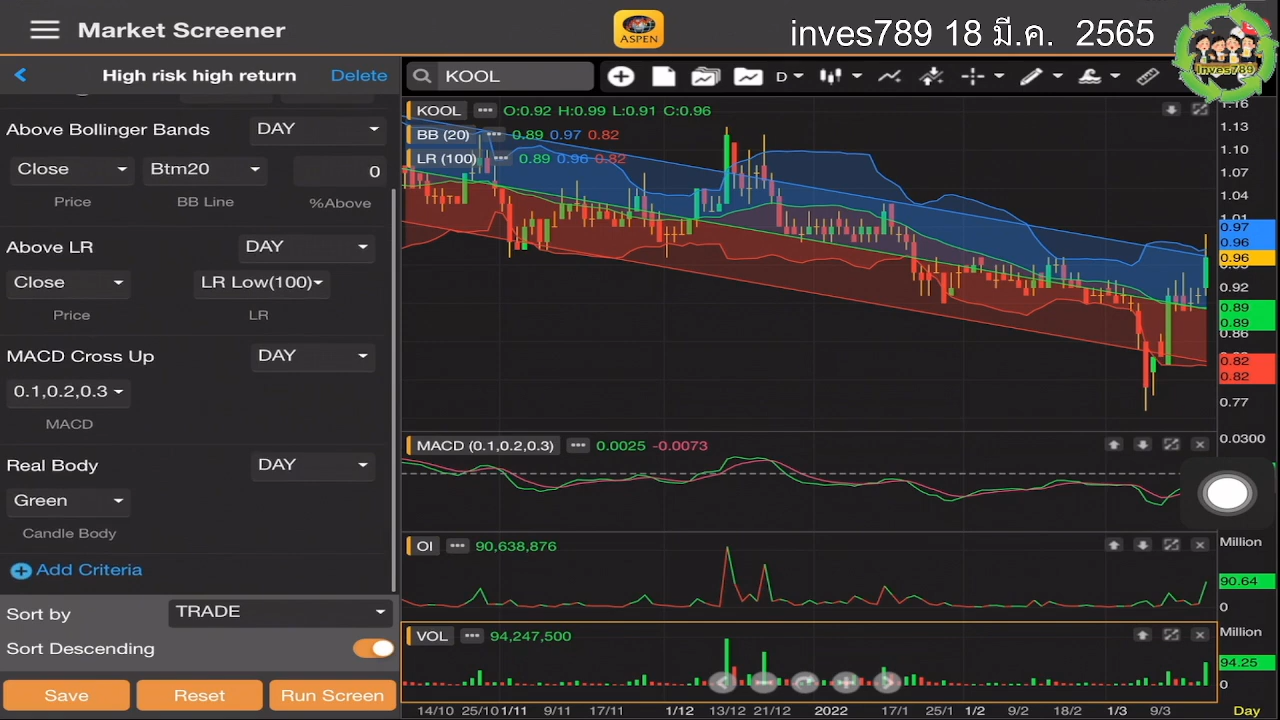 Market Screener
ASPEN
inves789 18 มี.ค. 2565
Inves789
High risk high return
Delete
Above Bollinger Bands
DAY
Close
Btm20
0
Price
BB Line
%Above
Above LR
DAY
Close
LR Low(100)
Price
LR
MACD Cross Up
DAY
0.1,0.2,0.3
MACD
Real Body
DAY
Green
Candle Body
Add Criteria
Sort by
TRADE
Sort Descending
Save
Reset
Run Screen
KOOL
D
KOOL O:0.92 H:0.99 L:0.91 C:0.96
BB (20) 0.89 0.97 0.82
LR (100) 0.89 0.96 0.82
1.16
1.13
1.10
1.07
1.04
1.01
0.97
0.96
0.96
0.92
0.89
0.89
0.86
0.82
0.82
0.77
MACD (0.1,0.2,0.3) 0.0025 -0.0073
0.0300
OI 90,638,876
Million
90.64
0
VOL 94,247,500
Million
94.25
0
14/10 25/10 1/11 9/11 17/11 1/12 13/12 21/12 2022 17/1 25/1 1/2 9/2 18/2 1/3 9/3 Day